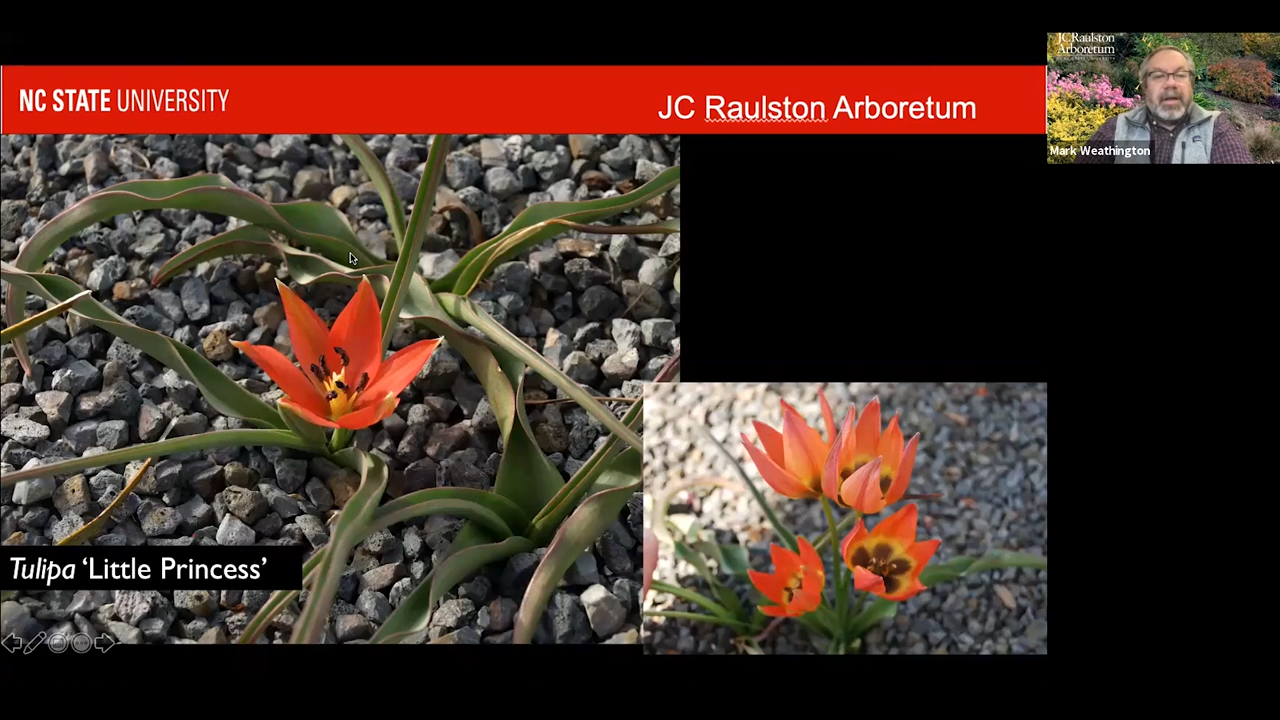 NC STATE UNIVERSITY
JC Raulston Arboretum
JC Raulston
Arboretum
Mark Weathington
Tulipa ‘Little Princess’